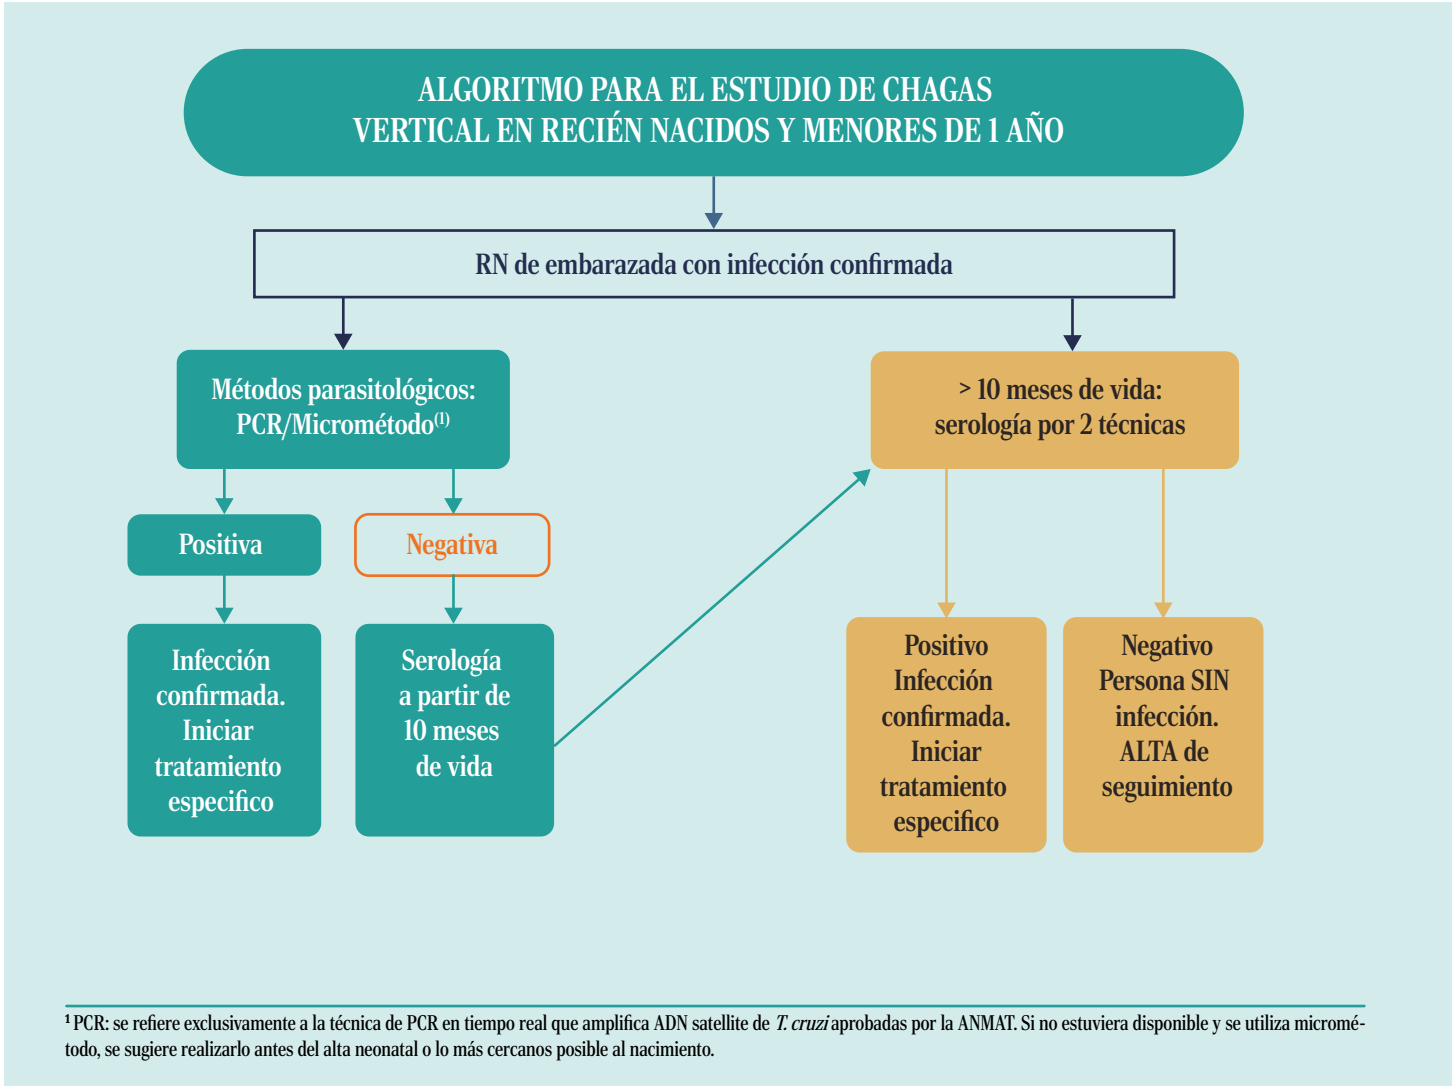 ALGORITMO PARA EL ESTUDIO DE CHAGAS
VERTICAL EN RECIÉN NACIDOS Y MENORES DE 1 AÑO
RN de embarazada con infección confirmada
Métodos parasitológicos:
PCR/Micrométodo(1)
> 10 meses de vida:
serología por 2 técnicas
Positiva
Negativa
Infección
confirmada.
Iniciar
tratamiento
especifico
Serología
a partir de
10 meses
de vida
Positivo
Infección
confirmada.
Iniciar
tratamiento
especifico
Negativo
Persona SIN
infección.
ALTA de
seguimiento
1 PCR: se refiere exclusivamente a la técnica de PCR en tiempo real que amplifica ADN satellite de T. cruzi aprobadas por la ANMAT. Si no estuviera disponible y se utiliza micromé-
todo, se sugiere realizarlo antes del alta neonatal o lo más cercanos posible al nacimiento.